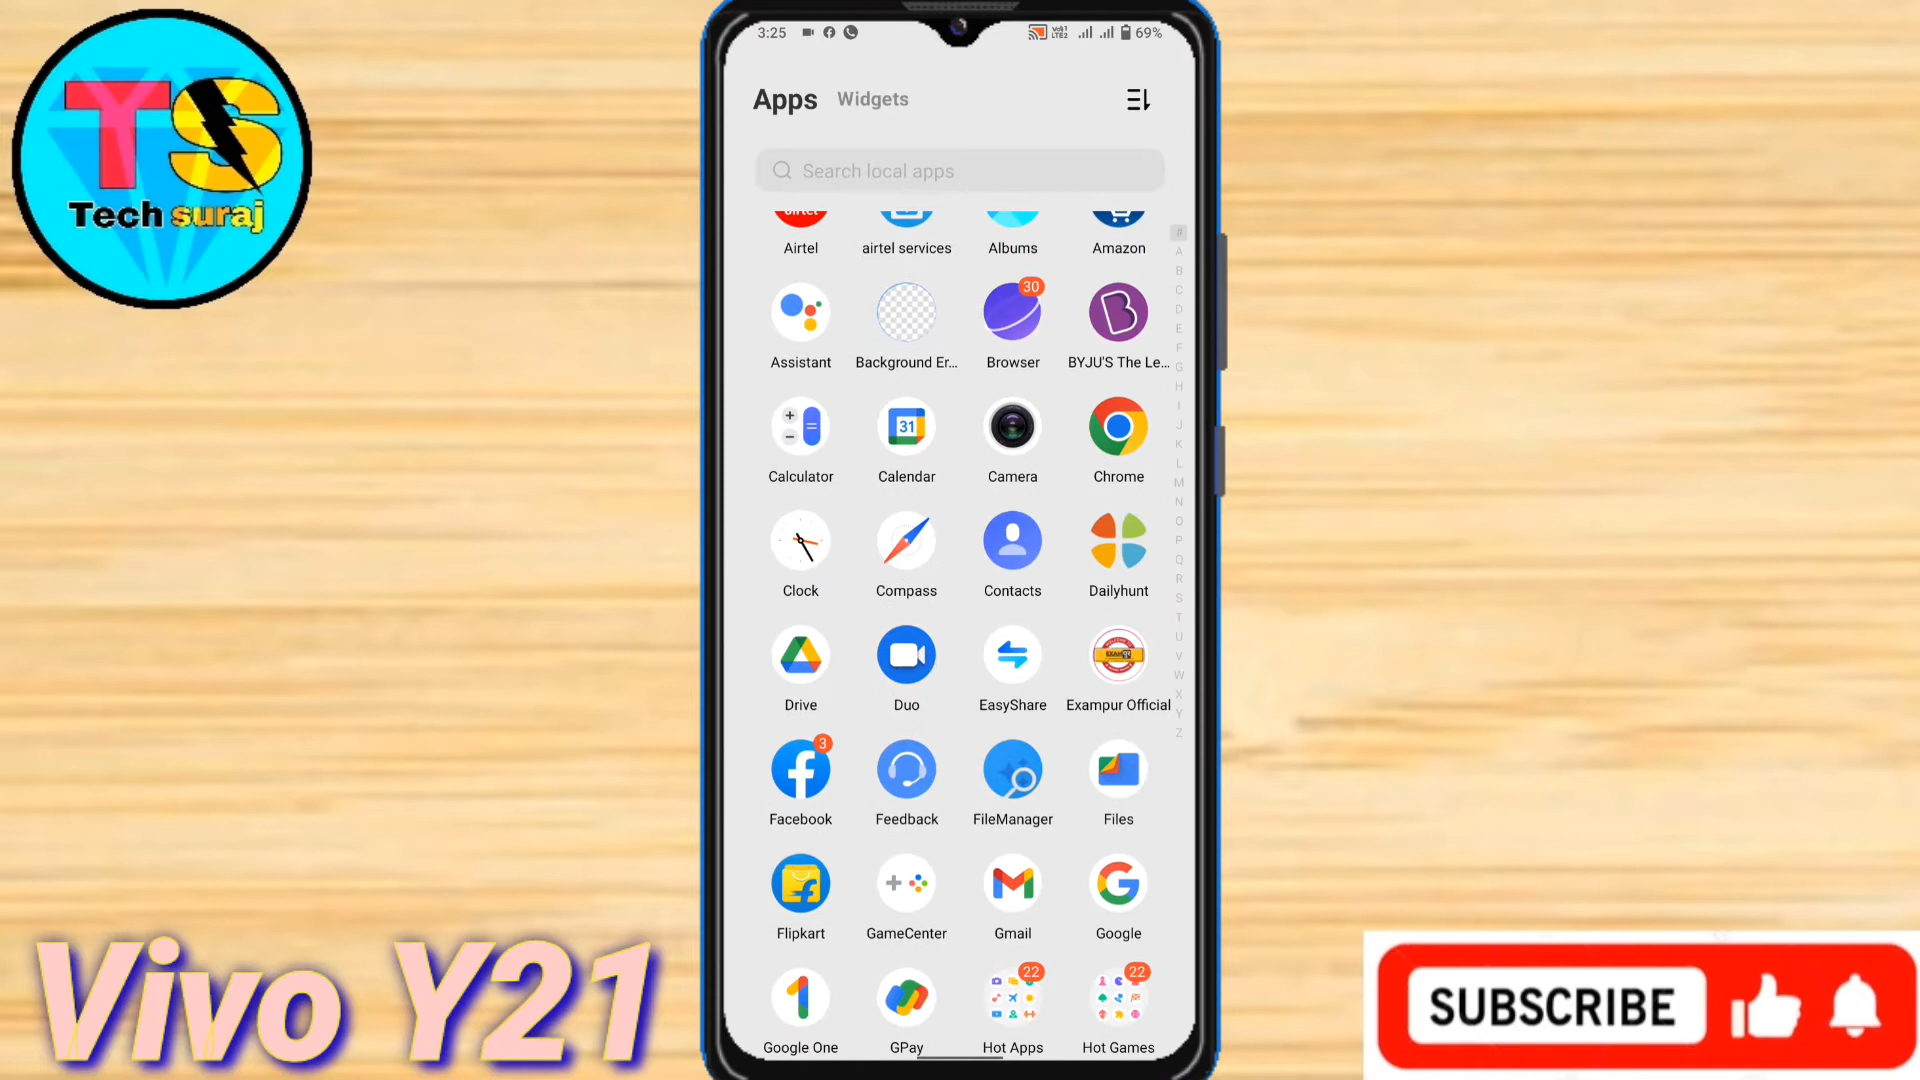 TS
Tech suraj
3:25
69%
Apps Widgets
Search local apps
airtel
Airtel airtel services Albums Amazon
30
Assistant Background Er... Browser BYJU'S The Le...
31
Calculator Calendar Camera Chrome
Clock Compass Contacts Dailyhunt
Drive Duo EasyShare Exampur Official
3
Facebook Feedback FileManager Files
Flipkart GameCenter Gmail Google
22 22
Google One GPay Hot Apps Hot Games
#
A
B
C
D
E
F
G
H
I
J
K
L
M
N
O
P
Q
R
S
T
U
V
W
X
Y
Z
Vivo Y21
SUBSCRIBE